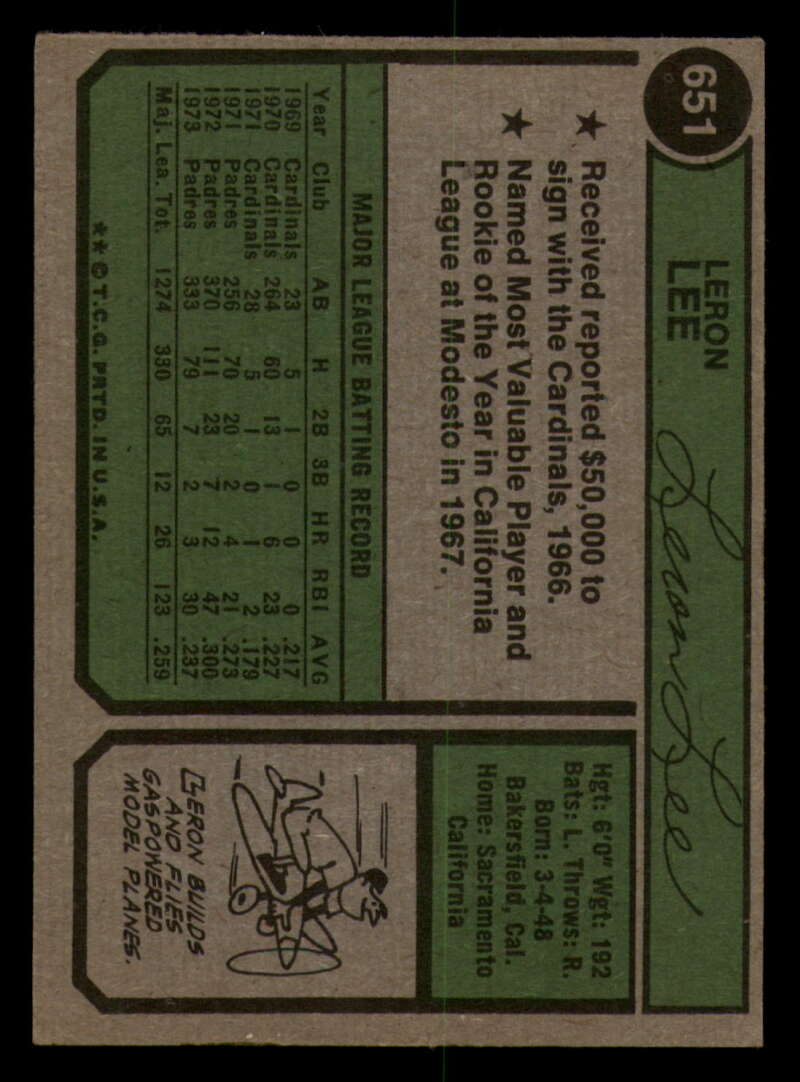 651
LERON
LEE
Leron Lee
★ Received reported $50,000 to
sign with the Cardinals, 1966.
★ Named Most Valuable Player and
Rookie of the Year in California
League at Modesto in 1967.
MAJOR LEAGUE BATTING RECORD
Year Club AB H 2B 3B HR RBI AVG
1969 Cardinals 23 5 1 0 0 0 .217
1970 Cardinals 264 60 13 1 6 23 .227
1971 Cardinals 28 5 1 0 1 2 .179
1971 Padres 256 70 20 2 4 21 .273
1972 Padres 370 111 23 7 12 47 .300
1973 Padres 333 79 7 2 3 30 .237
Maj. Lea. Tot. 1274 330 65 12 26 123 .259
★★©T.C.G. PRTD. IN U.S.A.
Hgt: 6'0" Wgt: 192
Bats: L. Throws: R.
Born: 3-4-48
Bakersfield, Cal.
Home: Sacramento
California
LERON BUILDS
AND FLIES
GASPOWERED
MODEL PLANES.